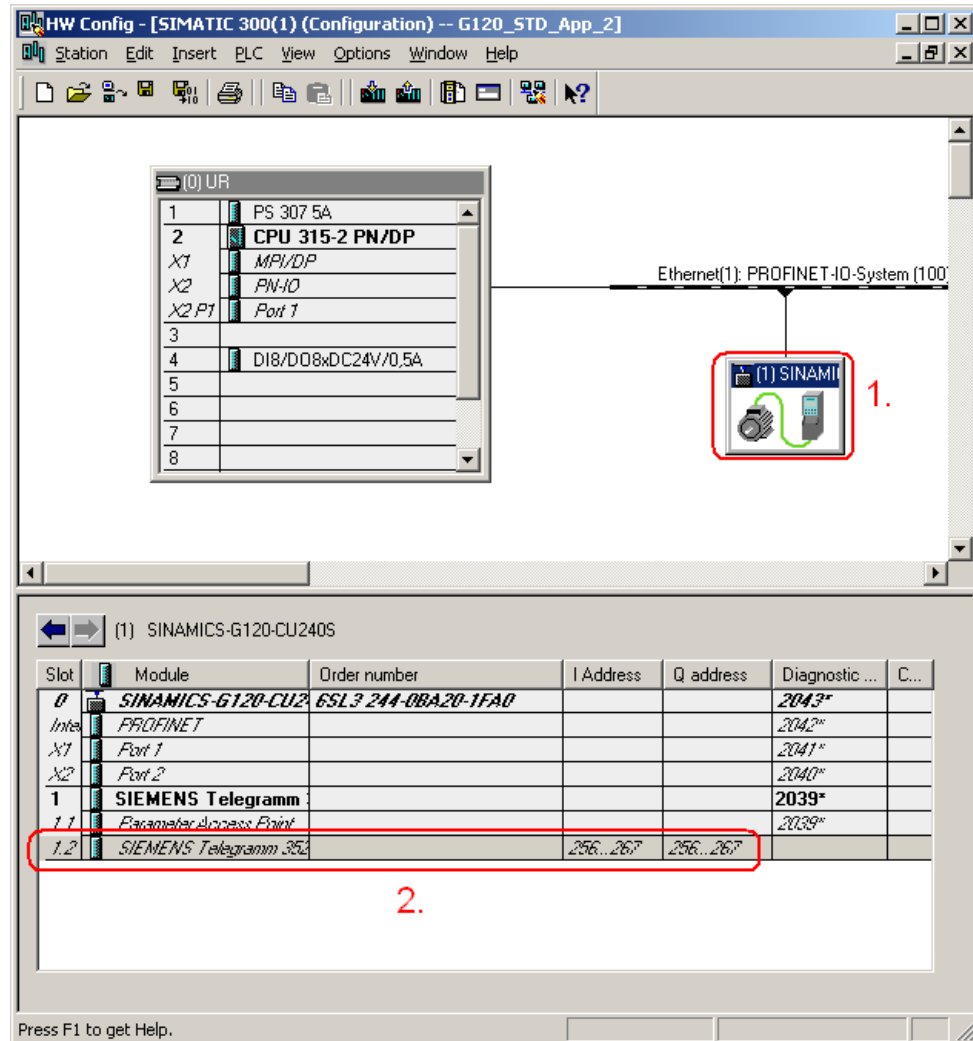 HW Config - [SIMATIC 300(1) (Configuration) -- G120_STD_App_2]
Station Edit Insert PLC View Options Window Help
(0) UR
1 PS 307 5A
2 CPU 315-2 PN/DP
X1 MPI/DP
X2 PN-IO
X2 P1 Port 1
3
4 DI8/DO8xDC24V/0,5A
5
6
7
8
Ethernet(1): PROFINET-IO-System (100)
(1) SINAMI
1.
(1) SINAMICS-G120-CU240S
Slot Module Order number I Address Q address Diagnostic ... C...
0 SINAMICS-G120-CU2 6SL3 244-0BA20-1FA0 2043*
Inte PROFINET 2042*
X1 Port 1 2041*
X2 Port 2 2040*
1 SIEMENS Telegramm 2039*
1.1 Parameter Access Point 2039*
1.2 SIEMENS Telegramm 352 256...267 256...267
2.
Press F1 to get Help.